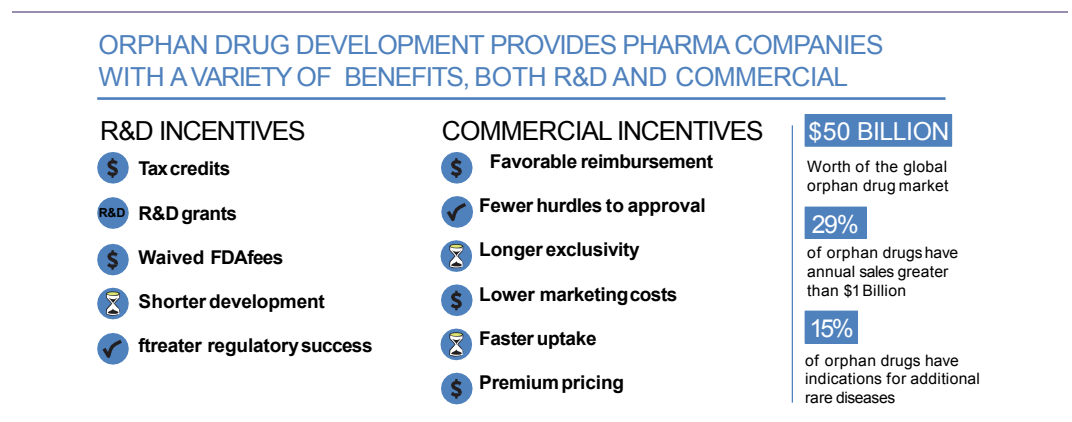 ORPHAN DRUG DEVELOPMENT PROVIDES PHARMA COMPANIES
WITH A VARIETY OF BENEFITS, BOTH R&D AND COMMERCIAL
R&D INCENTIVES
$ Tax credits
R&D R&D grants
$ Waived FDA fees
Shorter development
ftreater regulatory success
COMMERCIAL INCENTIVES
$ Favorable reimbursement
Fewer hurdles to approval
Longer exclusivity
$ Lower marketing costs
Faster uptake
$ Premium pricing
$50 BILLION
Worth of the global
orphan drug market
29%
of orphan drugs have
annual sales greater
than $1 Billion
15%
of orphan drugs have
indications for additional
rare diseases